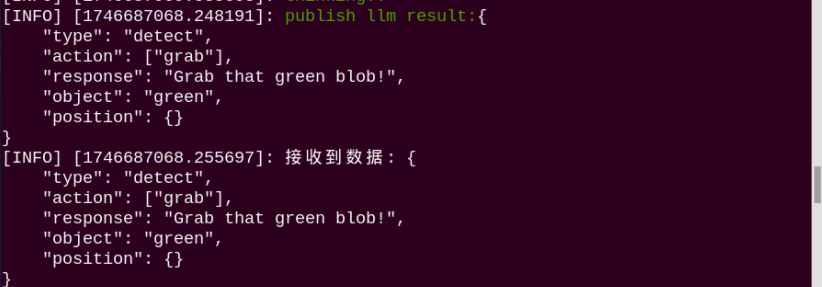 [INFO] [1746687068.248191]: publish llm result:{
    "type": "detect",
    "action": ["grab"],
    "response": "Grab that green blob!",
    "object": "green",
    "position": {}
}
[INFO] [1746687068.255697]: 接收到数据: {
    "type": "detect",
    "action": ["grab"],
    "response": "Grab that green blob!",
    "object": "green",
    "position": {}
}